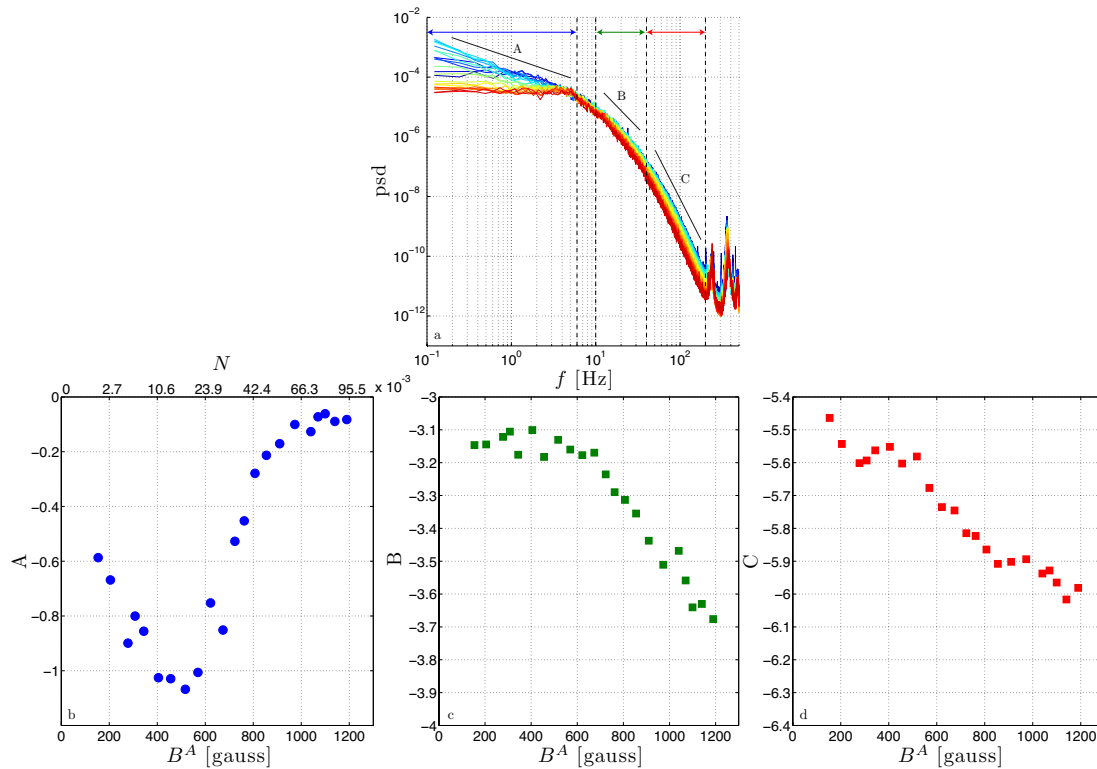 10^−2
10^−4
10^−6
10^−8
10^−10
10^−12
psd
A
B
C
a
10^−1 10^0 10^1 10^2
f [Hz]
N
0 2.7 10.6 23.9 42.4 66.3 95.5 x 10^−3
0
−0.2
−0.4
−0.6
−0.8
−1
A
b
0 200 400 600 800 1000 1200
B^A [gauss]
−3
−3.1
−3.2
−3.3
−3.4
−3.5
−3.6
−3.7
−3.8
−3.9
−4
B
c
0 200 400 600 800 1000 1200
B^A [gauss]
−5.4
−5.5
−5.6
−5.7
−5.8
−5.9
−6
−6.1
−6.2
−6.3
−6.4
C
d
0 200 400 600 800 1000 1200
B^A [gauss]